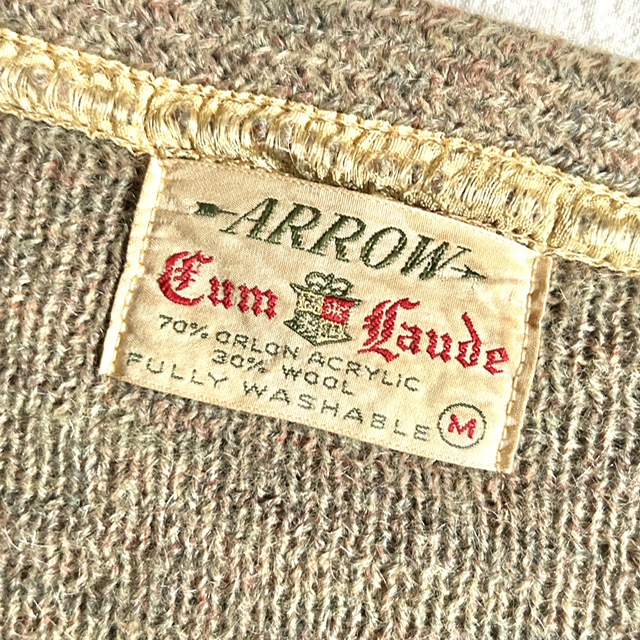 ARROW
Cum Laude
70% ORLON ACRYLIC
30% WOOL
FULLY WASHABLE M